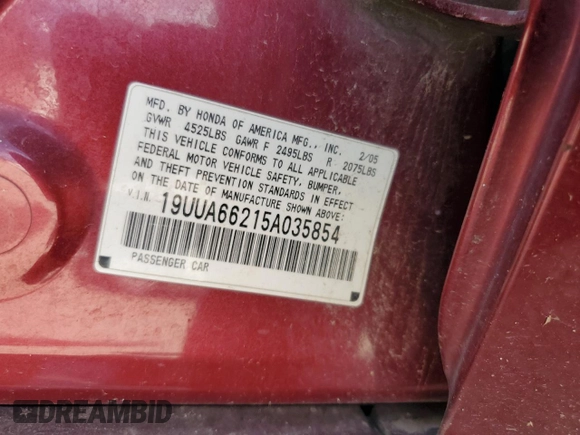 MFD. BY HONDA OF AMERICA MFG., INC. 2/05
GVWR 4525LBS GAWR F 2495LBS R 2075LBS
THIS VEHICLE CONFORMS TO ALL APPLICABLE
FEDERAL MOTOR VEHICLE SAFETY, BUMPER,
AND THEFT PREVENTION STANDARDS IN EFFECT
ON THE DATE OF MANUFACTURE SHOWN ABOVE:
V.I.N. 19UUA66215A035854
PASSENGER CAR
DREAMBID